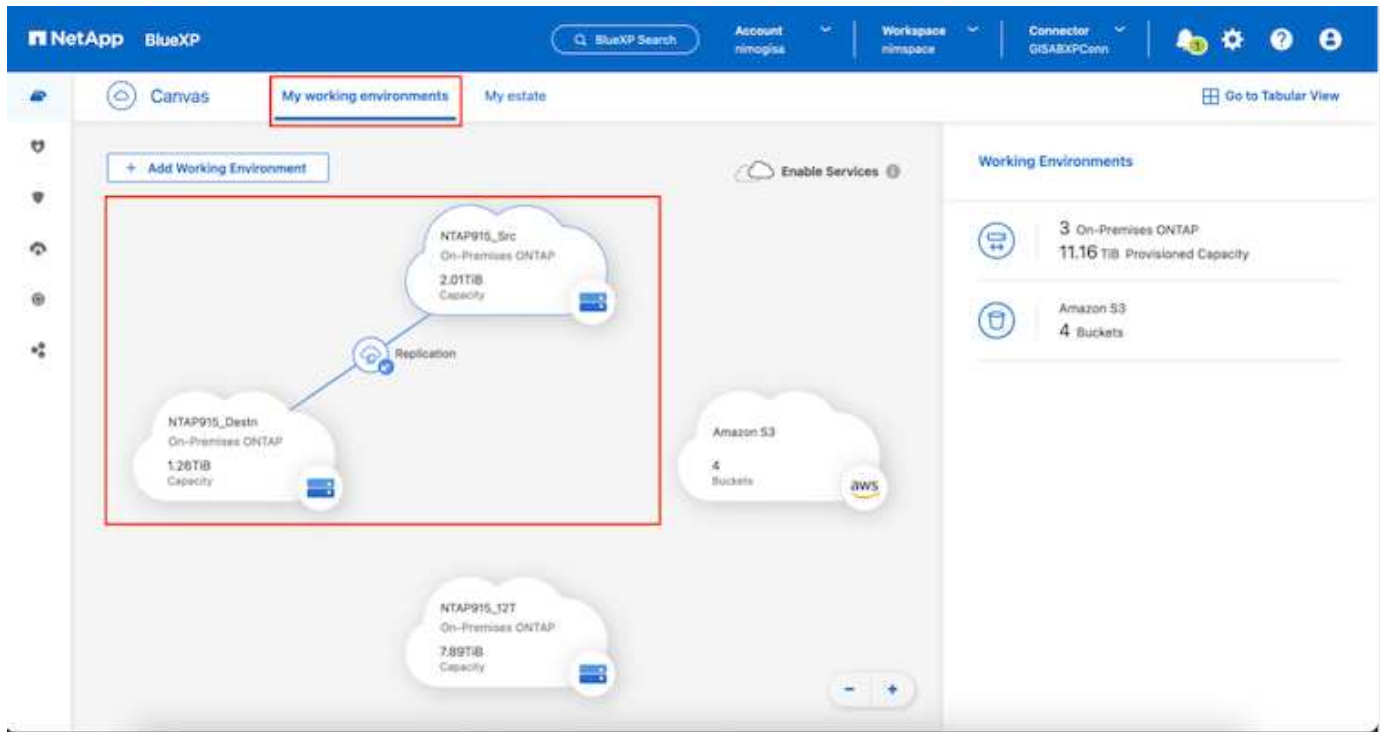 NetApp BlueXP
BlueXP Search
Account
nimogisa
Workspace
nimspace
Connector
GISABXPConn
1
Canvas
My working environments
My estate
Go to Tabular View
+ Add Working Environment
Enable Services
NTAP915_Src
On-Premises ONTAP
2.01TiB
Capacity
Replication
NTAP915_Destn
On-Premises ONTAP
1.26TiB
Capacity
Amazon S3
4
Buckets
aws
NTAP915_12T
On-Premises ONTAP
7.89TiB
Capacity
- +
Working Environments
3 On-Premises ONTAP
11.16 TiB Provisioned Capacity
Amazon S3
4 Buckets